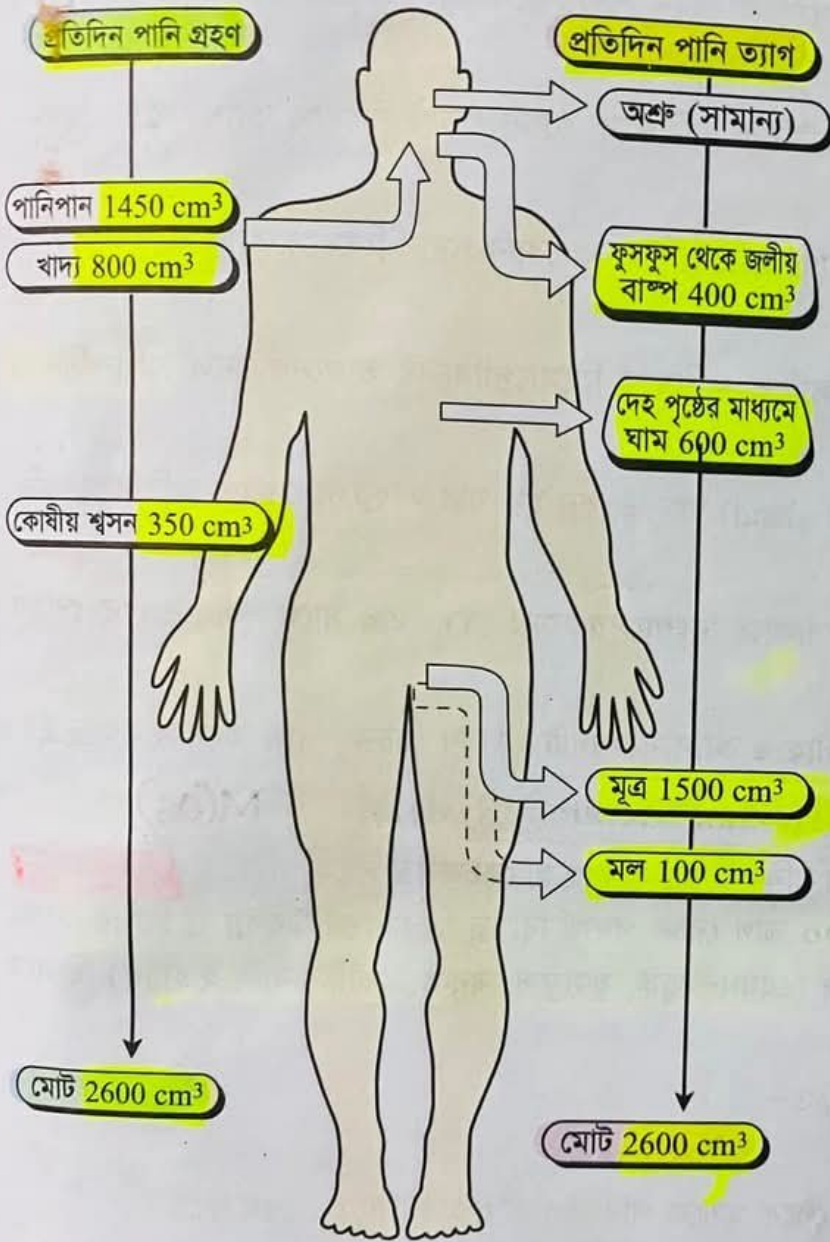 প্রতিদিন পানি গ্রহণ
পানিপান 1450 cm³
খাদ্য 800 cm³
কোষীয় শ্বসন 350 cm³
মোট 2600 cm³
প্রতিদিন পানি ত্যাগ
অশ্রু (সামান্য)
ফুসফুস থেকে জলীয়
বাষ্প 400 cm³
দেহ পৃষ্ঠের মাধ্যমে
ঘাম 600 cm³
মূত্র 1500 cm³
মল 100 cm³
মোট 2600 cm³